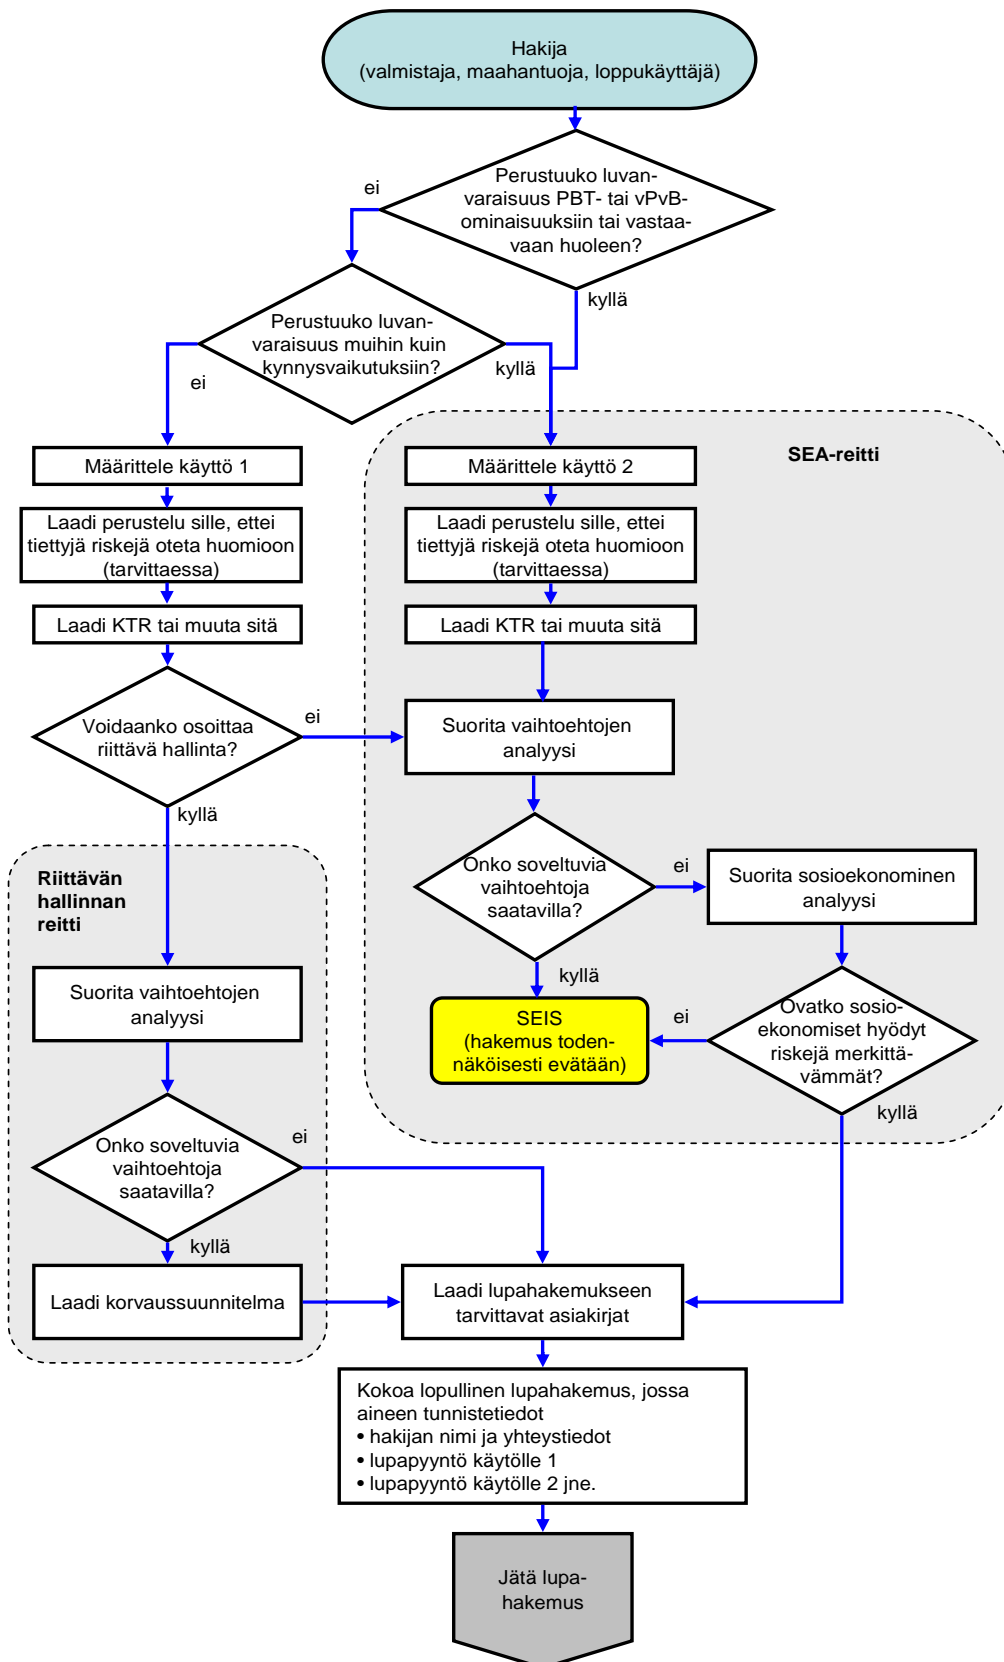 Hakija
(valmistaja, maahantuoja, loppukäyttäjä)
Perustuuko luvan-
varaisuus PBT- tai vPvB-
ominaisuuksiin tai vastaa-
vaan huoleen?
ei
kyllä
Perustuuko luvan-
varaisuus muihin kuin
kynnysvaikutuksiin?
ei
kyllä
SEA-reitti
Määrittele käyttö 1
Määrittele käyttö 2
Laadi perustelu sille, ettei
tiettyjä riskejä oteta huomioon
(tarvittaessa)
Laadi perustelu sille, ettei
tiettyjä riskejä oteta huomioon
(tarvittaessa)
Laadi KTR tai muuta sitä
Laadi KTR tai muuta sitä
Voidaanko osoittaa
riittävä hallinta?
ei
kyllä
Suorita vaihtoehtojen
analyysi
Onko soveltuvia
vaihtoehtoja
saatavilla?
ei
kyllä
Suorita sosioekonominen
analyysi
Riittävän
hallinnan
reitti
Suorita vaihtoehtojen
analyysi
SEIS
(hakemus toden-
näköisesti evätään)
ei
Ovatko sosio-
ekonomiset hyödyt
riskejä merkittä-
vämmät?
kyllä
Onko soveltuvia
vaihtoehtoja
saatavilla?
ei
kyllä
Laadi korvaussuunnitelma
Laadi lupahakemukseen
tarvittavat asiakirjat
Kokoa lopullinen lupahakemus, jossa
aineen tunnistetiedot
• hakijan nimi ja yhteystiedot
• lupapyyntö käytölle 1
• lupapyyntö käytölle 2 jne.
Jätä lupa-
hakemus